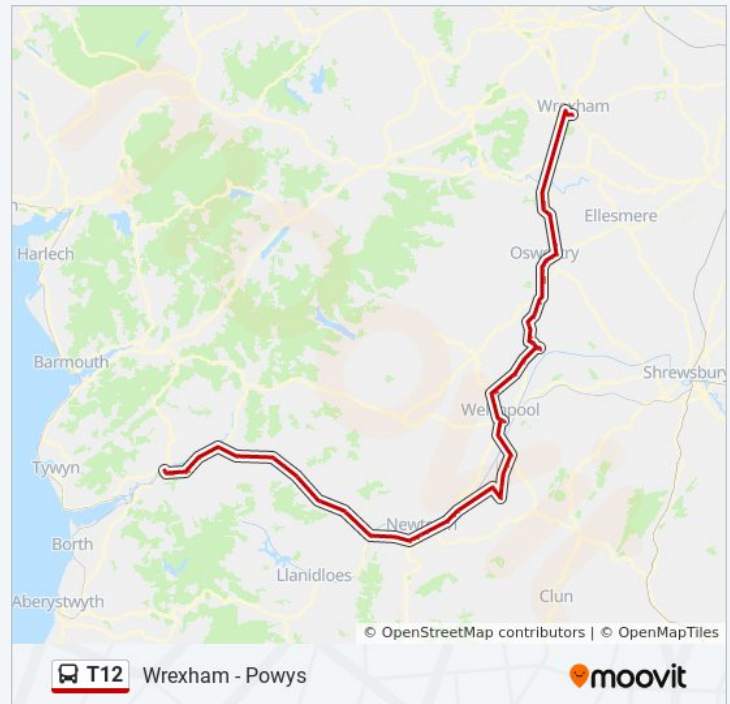 Wrexham
Ellesmere
Harlech
Oswestry
Barmouth
Shrewsbury
Welshpool
Tywyn
Newtown
Borth
Llanidloes
Aberystwyth
Clun
© OpenStreetMap contributors | © OpenMapTiles
T12 Wrexham - Powys
moovit